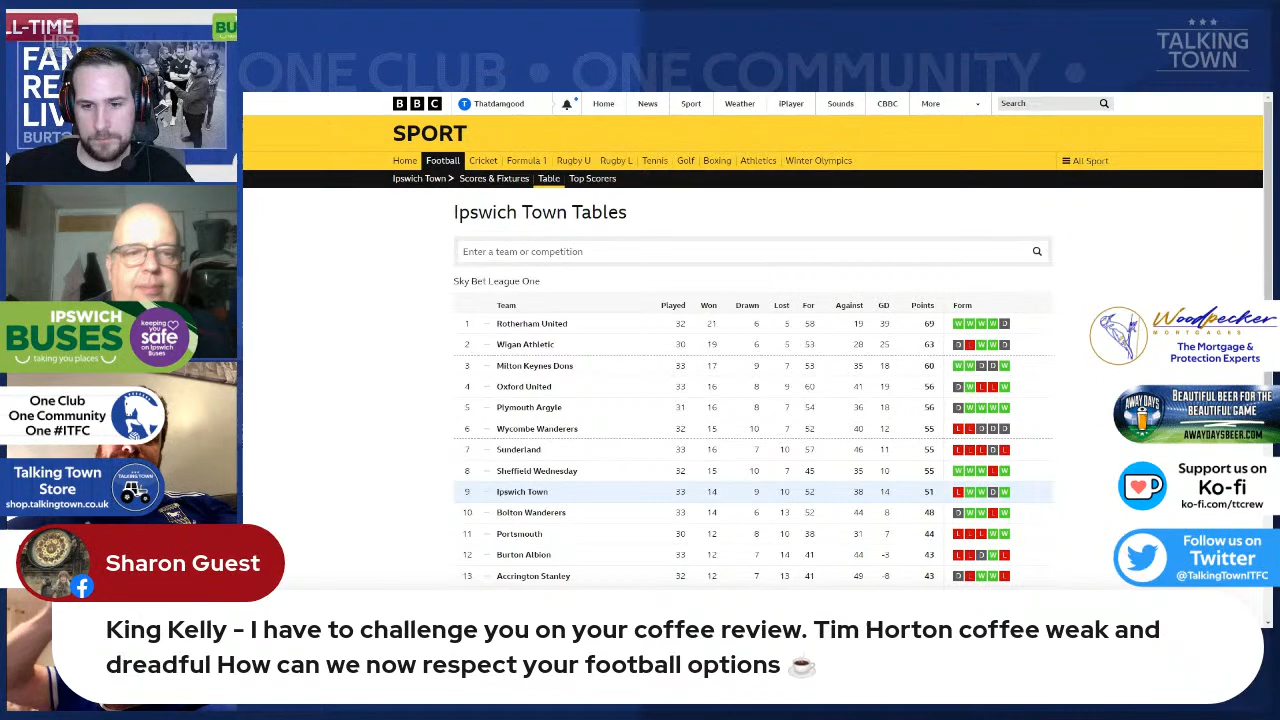 LL-TIME
HDR
BU
FAN
RE
LIV
BURTO
ONE CLUB • ONE COMMUNITY •
TALKING
TOWN
BBC
Thatdamgood
Home News Sport Weather iPlayer Sounds CBBC More Search
SPORT
Home Football Cricket Formula 1 Rugby U Rugby L Tennis Golf Boxing Athletics Winter Olympics All Sport
Ipswich Town > Scores & Fixtures Table Top Scorers
Ipswich Town Tables
Enter a team or competition
Sky Bet League One
Team Played Won Drawn Lost For Against GD Points Form
1 Rotherham United 32 21 6 5 58 19 39 69 W W W W D
2 Wigan Athletic 30 19 6 5 53 28 25 63 D L W W W
3 Milton Keynes Dons 33 17 9 7 53 35 18 60 W W D D W
4 Oxford United 33 16 8 9 60 41 19 56 D W L L W
5 Plymouth Argyle 31 16 8 7 54 36 18 56 D W W W W
6 Wycombe Wanderers 32 15 10 7 52 40 12 55 L L D D D
7 Sunderland 33 16 7 10 57 46 11 55 L L L D L
8 Sheffield Wednesday 32 15 10 7 45 35 10 55 W W W L W
9 Ipswich Town 33 14 9 10 52 38 14 51 L W W D W
10 Bolton Wanderers 33 14 6 13 52 44 8 48 W D W L W
11 Portsmouth 30 12 8 10 38 31 7 44 L L L W W
12 Burton Albion 33 12 7 14 41 44 -3 43 L L D W L
13 Accrington Stanley 32 12 7 13 41 49 -8 43 D L W W L
IPSWICH
BUSES
taking you places
keeping you
safe
on Ipswich
Buses
One Club
One Community
One #ITFC
Talking Town
Store
shop.talkingtown.co.uk
TALKING TOWN
Woodpecker
MORTGAGES
The Mortgage &
Protection Experts
AWAY DAYS
BEER
BEAUTIFUL BEER FOR THE
BEAUTIFUL GAME
AWAYDAYSBEER.COM
Support us on
Ko-fi
ko-fi.com/ttcrew
Follow us on
Twitter
@TalkingTownITFC
Sharon Guest
King Kelly - I have to challenge you on your coffee review. Tim Horton coffee weak and
dreadful How can we now respect your football options ☕